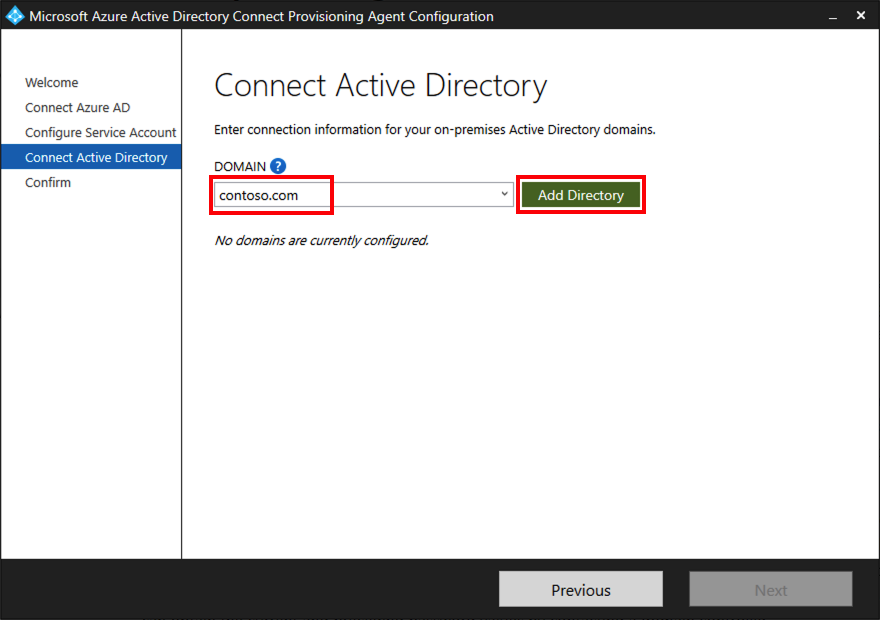 Microsoft Azure Active Directory Connect Provisioning Agent Configuration
Welcome
Connect Azure AD
Configure Service Account
Connect Active Directory
Confirm
Connect Active Directory
Enter connection information for your on-premises Active Directory domains.
DOMAIN ?
contoso.com
Add Directory
No domains are currently configured.
Previous
Next